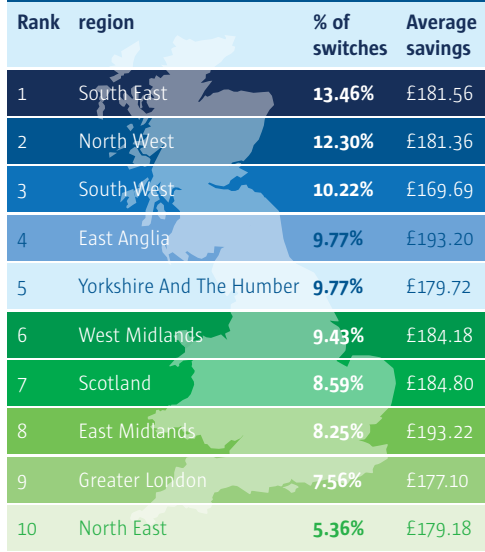 Rank region % of switches Average savings
1 South East 13.46% £181.56
2 North West 12.30% £181.36
3 South West 10.22% £169.69
4 East Anglia 9.77% £193.20
5 Yorkshire And The Humber 9.77% £179.72
6 West Midlands 9.43% £184.18
7 Scotland 8.59% £184.80
8 East Midlands 8.25% £193.22
9 Greater London 7.56% £177.10
10 North East 5.36% £179.18